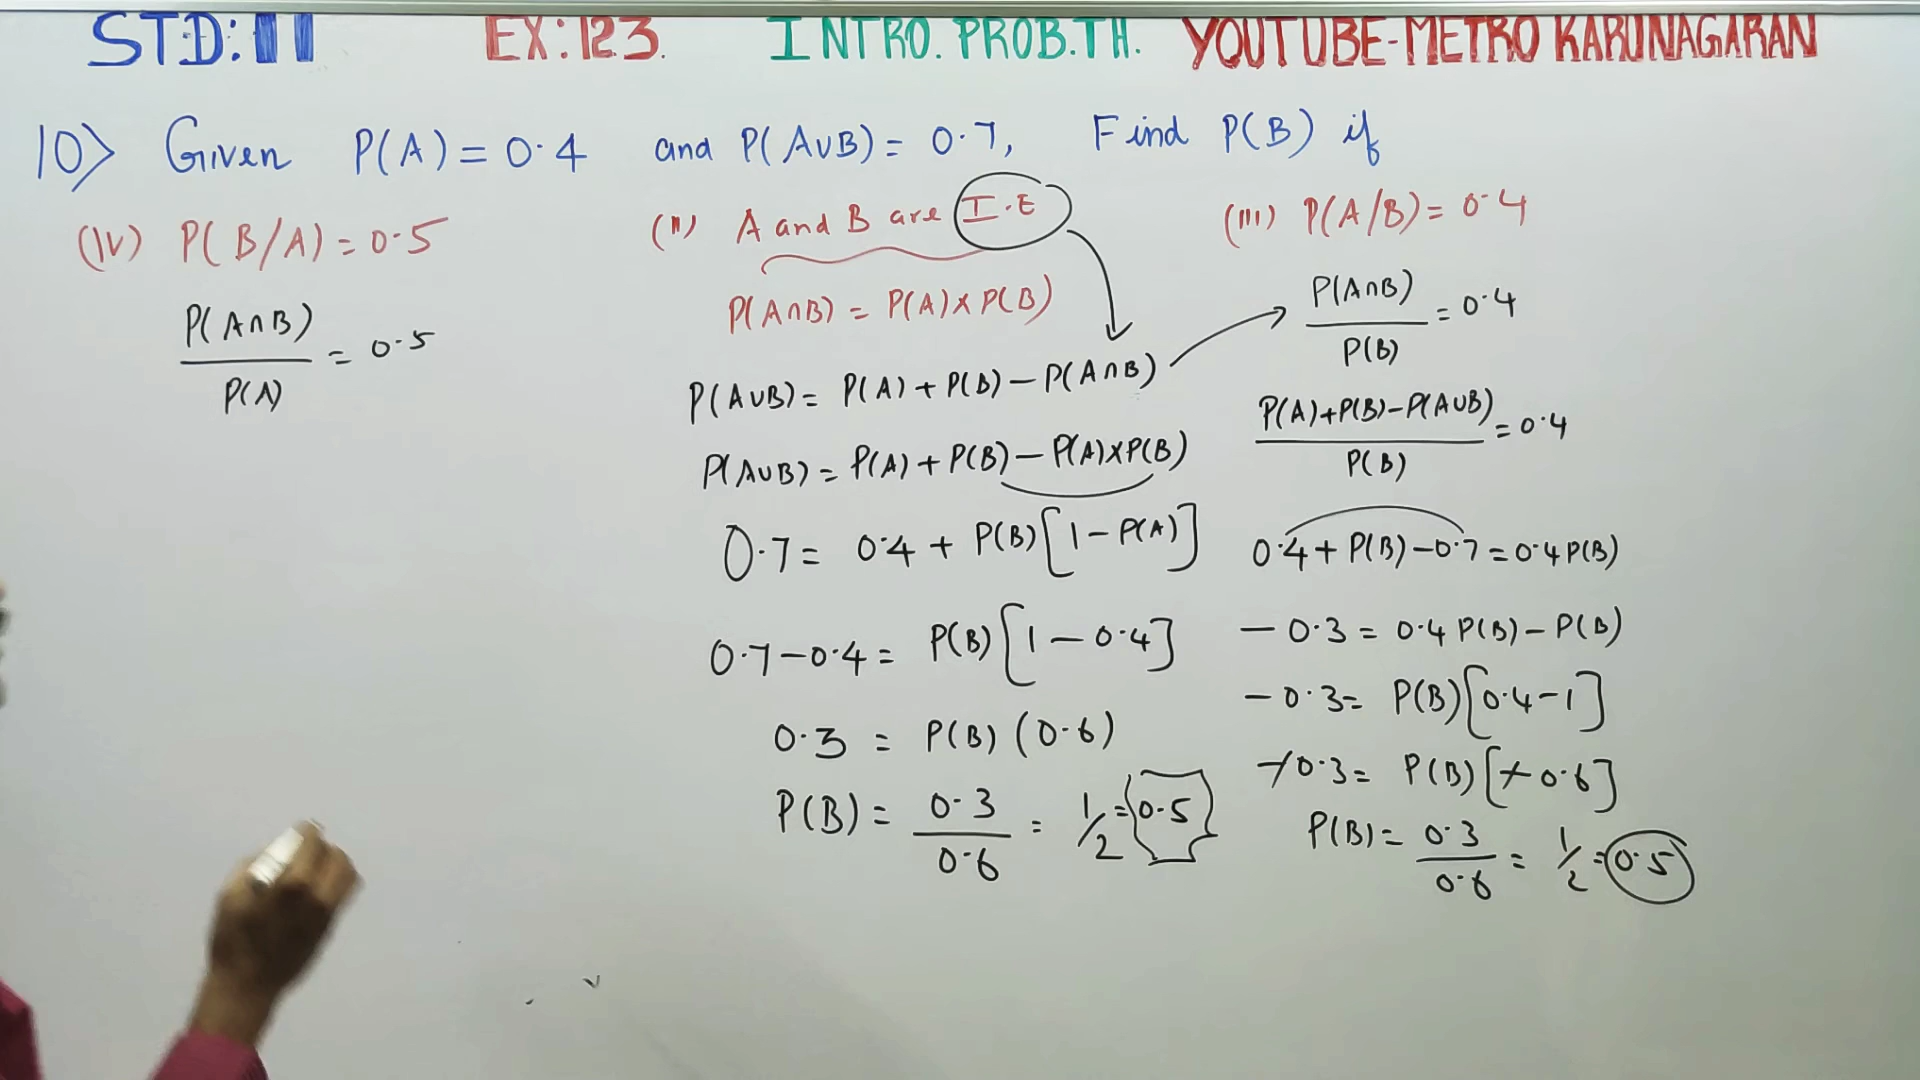 STD: 11 EX: 12.3. INTRO. PROB. TH. YOUTUBE-METRO KARUNAGARAN
10) Given P(A) = 0.4 and P(A∪B) = 0.7, Find P(B) if
(iv) P(B/A) = 0.5
P(A∩B)
/ P(A) = 0.5
(ii) A and B are I.E
P(A∩B) = P(A)×P(B)
P(A∪B) = P(A) + P(B) – P(A∩B)
P(A∪B) = P(A) + P(B) – P(A)×P(B)
0.7 = 0.4 + P(B)[1 – P(A)]
0.7 – 0.4 = P(B)[1 – 0.4]
0.3 = P(B)(0.6)
P(B) = 0.3/0.6 = 1/2 = 0.5
(iii) P(A/B) = 0.4
P(A∩B)
/ P(B) = 0.4
P(A)+P(B)–P(A∪B)
/ P(B) = 0.4
0.4 + P(B) – 0.7 = 0.4 P(B)
– 0.3 = 0.4 P(B) – P(B)
– 0.3 = P(B)[0.4 – 1]
– 0.3 = P(B)[– 0.6]
P(B) = 0.3/0.6 = 1/2 = 0.5